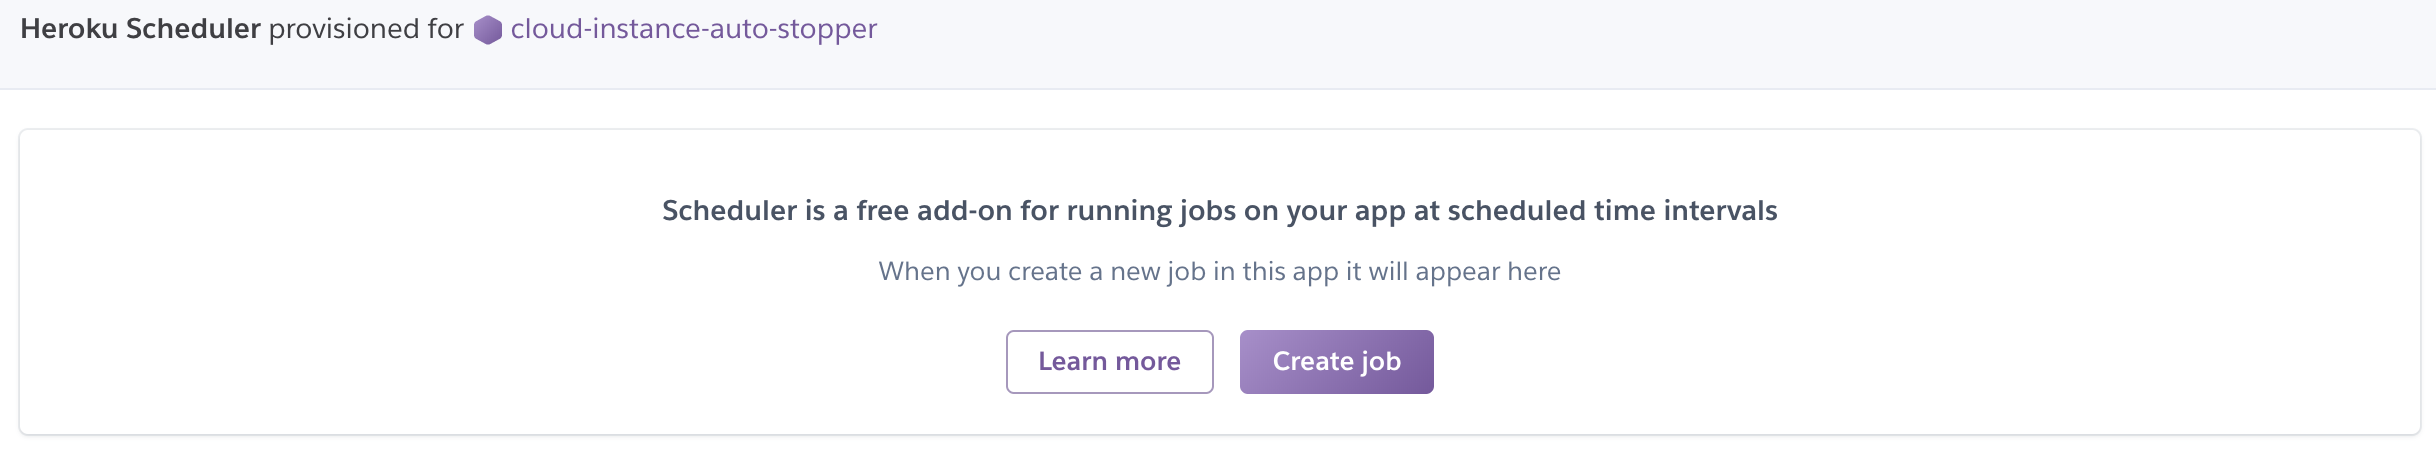 Heroku Scheduler provisioned for cloud-instance-auto-stopper
Scheduler is a free add-on for running jobs on your app at scheduled time intervals
When you create a new job in this app it will appear here
Learn more
Create job